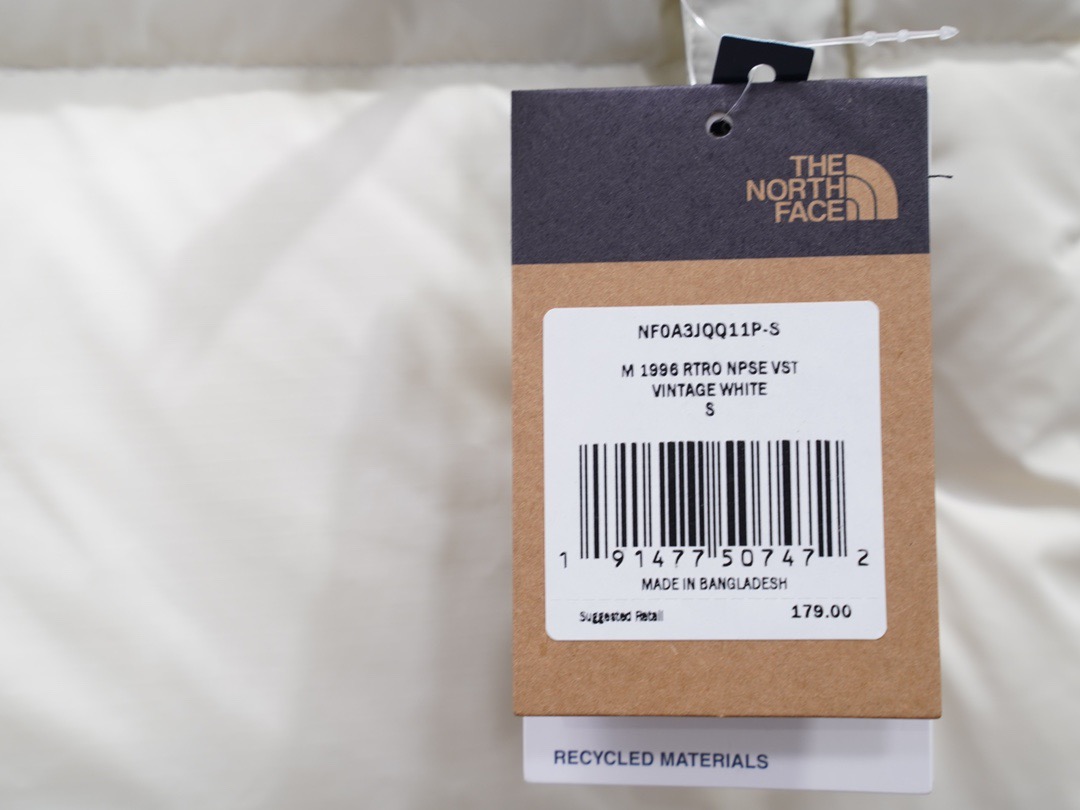 THE
NORTH
FACE
NF0A3JQQ11P-S
M 1996 RTRO NPSE VST
VINTAGE WHITE
S
1 91477 50747 2
MADE IN BANGLADESH
Suggested Retail 179.00
RECYCLED MATERIALS